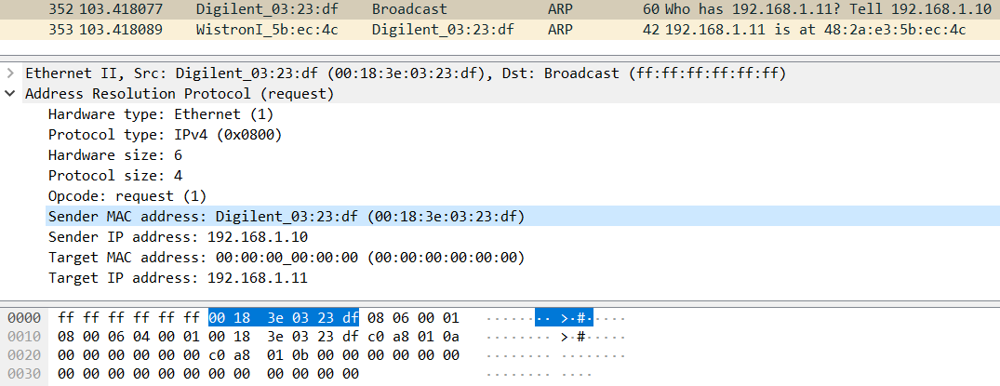 352 103.418077 Digilent_03:23:df Broadcast ARP 60 Who has 192.168.1.11? Tell 192.168.1.10
353 103.418089 WistronI_5b:ec:4c Digilent_03:23:df ARP 42 192.168.1.11 is at 48:2a:e3:5b:ec:4c
Ethernet II, Src: Digilent_03:23:df (00:18:3e:03:23:df), Dst: Broadcast (ff:ff:ff:ff:ff:ff)
Address Resolution Protocol (request)
Hardware type: Ethernet (1)
Protocol type: IPv4 (0x0800)
Hardware size: 6
Protocol size: 4
Opcode: request (1)
Sender MAC address: Digilent_03:23:df (00:18:3e:03:23:df)
Sender IP address: 192.168.1.10
Target MAC address: 00:00:00_00:00:00 (00:00:00:00:00:00)
Target IP address: 192.168.1.11
0000 ff ff ff ff ff ff 00 18 3e 03 23 df 08 06 00 01 ········ >·#·····
0010 08 00 06 04 00 01 00 18 3e 03 23 df c0 a8 01 0a ········ >·#·····
0020 00 00 00 00 00 00 c0 a8 01 0b 00 00 00 00 00 00 ········ ········
0030 00 00 00 00 00 00 00 00 00 00 00 00 ········ ····